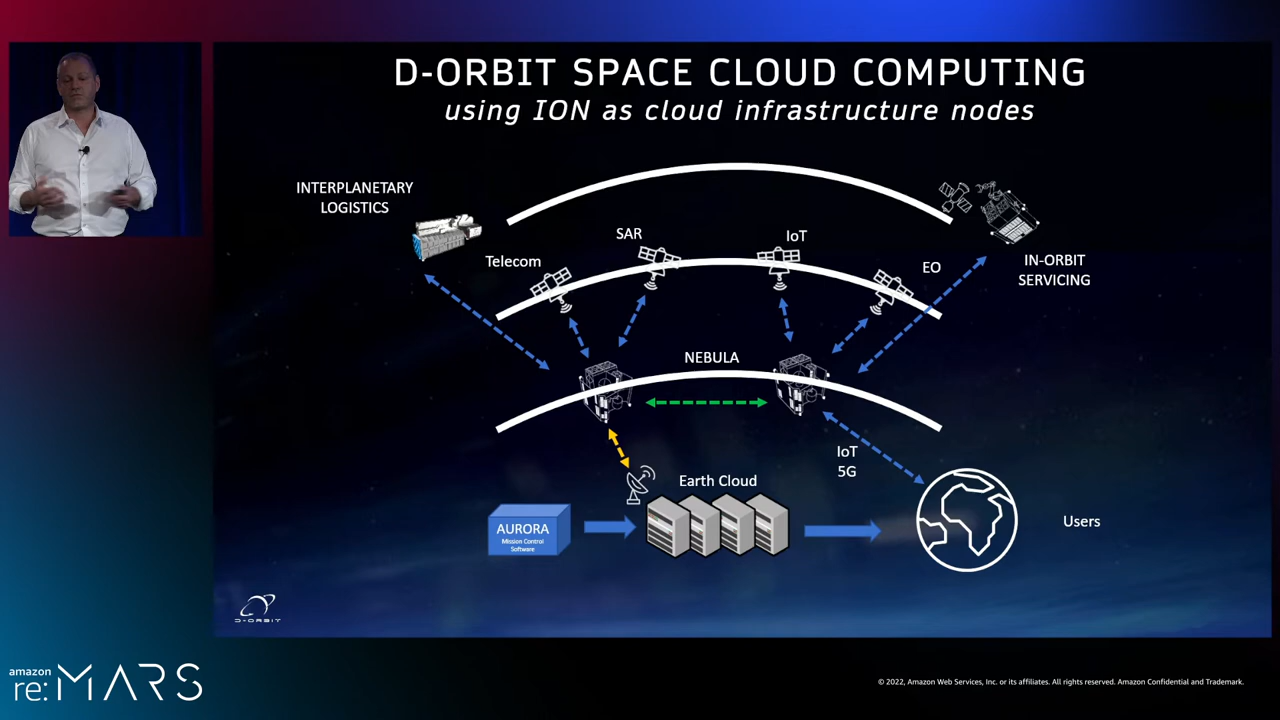 D-ORBIT SPACE CLOUD COMPUTING
using ION as cloud infrastructure nodes
INTERPLANETARY
LOGISTICS
Telecom
SAR
IoT
EO
IN-ORBIT
SERVICING
NEBULA
IoT
5G
Earth Cloud
AURORA
Mission Control
Software
Users
D-ORBIT
amazon
re:MARS
© 2022, Amazon Web Services, Inc. or its affiliates. All rights reserved. Amazon Confidential and Trademark.